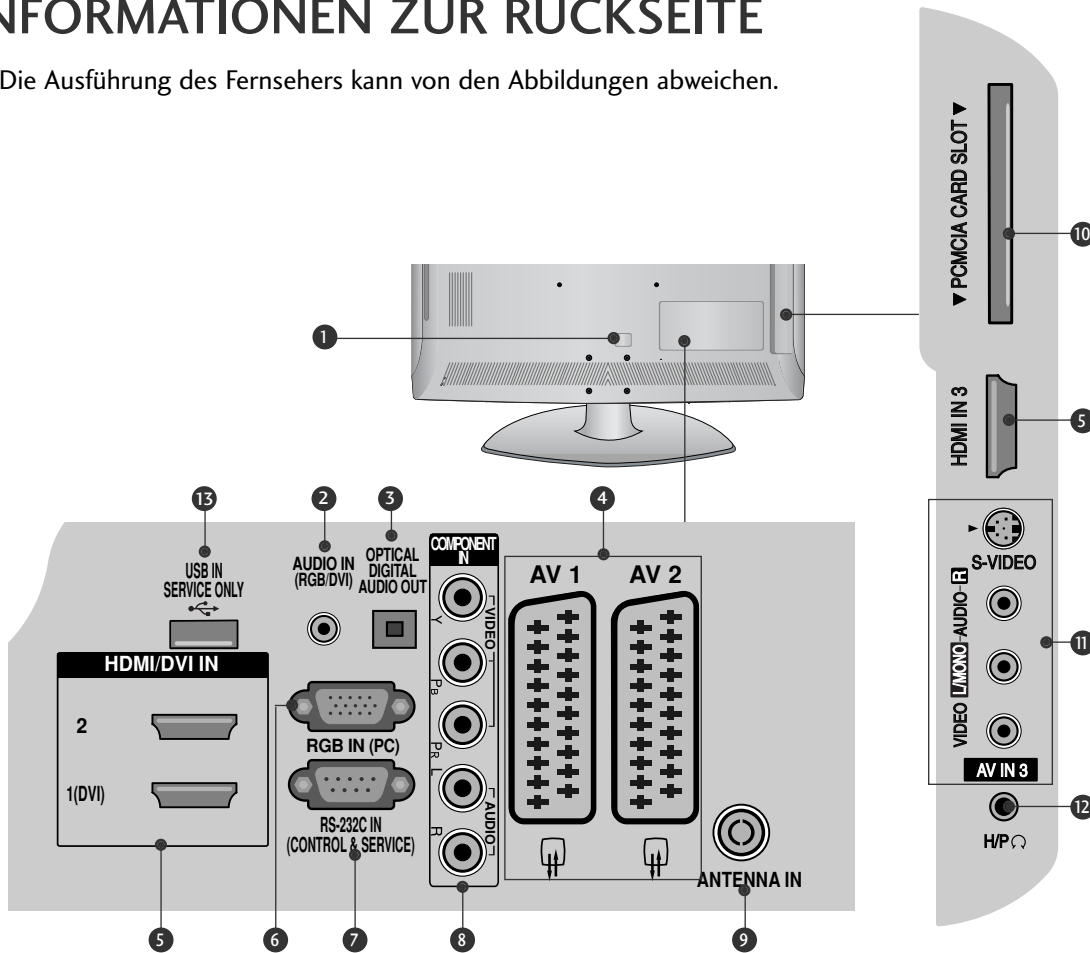 NFORMATIONEN ZUR RÜCKSEITE
Die Ausführung des Fernsehers kann von den Abbildungen abweichen.
▼ PCMCIA CARD SLOT ▼
10
1
HDMI IN 3
5
13
2
3
4
USB IN
SERVICE ONLY
AUDIO IN
(RGB/DVI)
OPTICAL
DIGITAL
AUDIO OUT
COMPONENT
IN
VIDEO
Y
PB
PR
L
AUDIO
R
AV 1
AV 2
S-VIDEO
VIDEO L/MONO-AUDIO-R
11
AV IN 3
12
H/P
HDMI/DVI IN
2
1(DVI)
RGB IN (PC)
RS-232C IN
(CONTROL & SERVICE)
ANTENNA IN
5
6
7
8
9